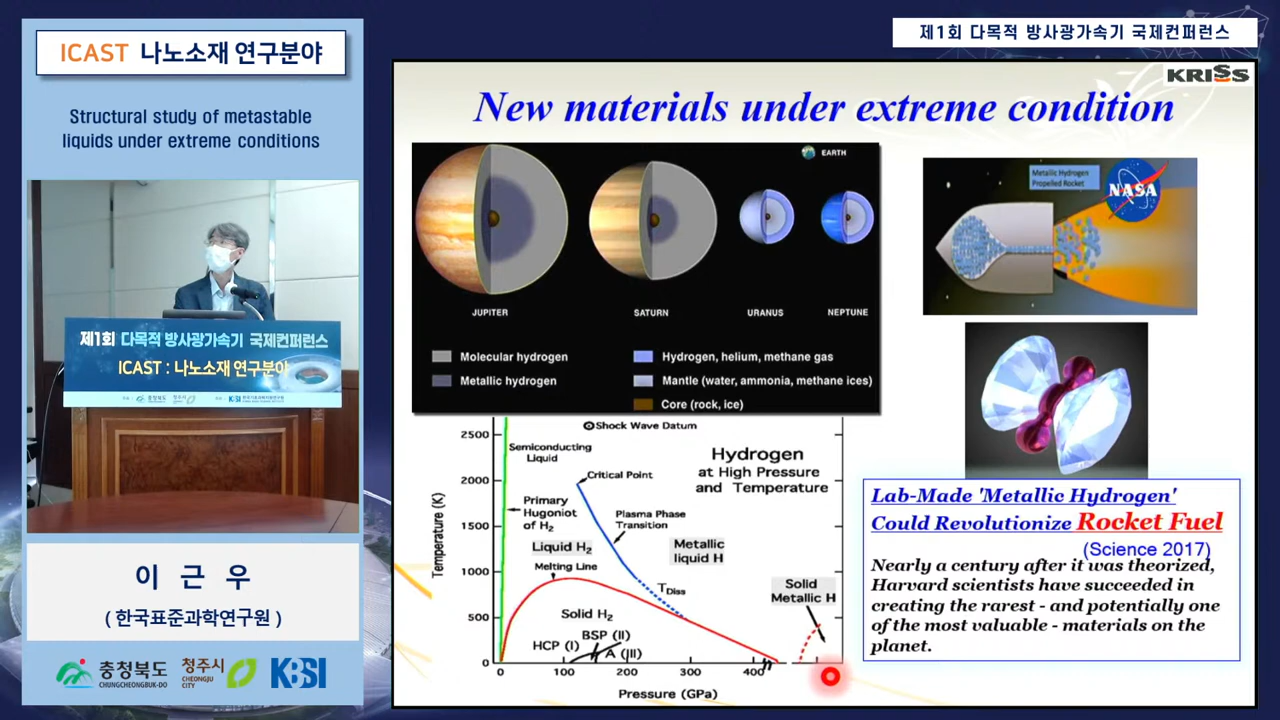 ICAST 나노소재 연구분야
Structural study of metastable
liquids under extreme conditions
제1회 다목적 방사광가속기 국제컨퍼런스
ICAST : 나노소재 연구분야
충청북도
청주시
KBSI
이 근 우
( 한국표준과학연구원 )
충청북도
CHUNGCHEONGBUK-DO
청주시
CHEONGJU
CITY
KBSI
제1회 다목적 방사광가속기 국제컨퍼런스
KRISS
New materials under extreme condition
EARTH
JUPITER
SATURN
URANUS
NEPTUNE
Molecular hydrogen
Metallic hydrogen
Hydrogen, helium, methane gas
Mantle (water, ammonia, methane ices)
Core (rock, ice)
Metallic Hydrogen
Propelled Rocket
NASA
Shock Wave Datum
Hydrogen
at High Pressure
and Temperature
Semiconducting
Liquid
Critical Point
Primary
Hugoniot
of H2
Plasma Phase
Transition
Liquid H2
Metallic
liquid H
Melting Line
TDiss
Solid
Metallic H
Solid H2
BSP (II)
HCP (I)
A (III)
Temperature (K)
2500
2000
1500
1000
500
0
0
100
200
300
400
Pressure (GPa)
Lab-Made 'Metallic Hydrogen'
Could Revolutionize Rocket Fuel
(Science 2017)
Nearly a century after it was theorized,
Harvard scientists have succeeded in
creating the rarest - and potentially one
of the most valuable - materials on the
planet.